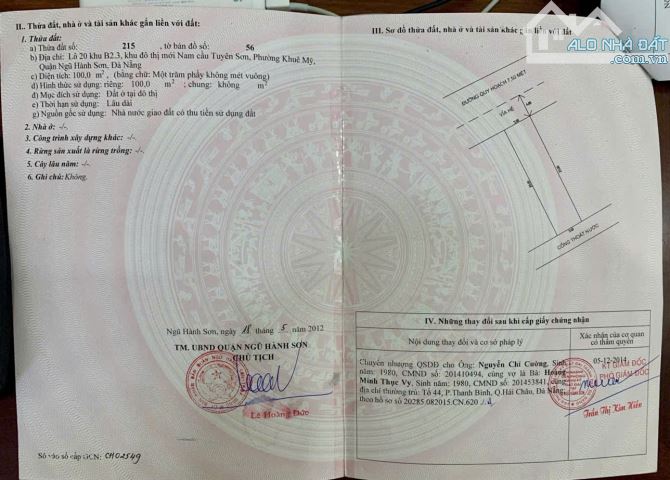 II. Thửa đất, nhà ở và tài sản khác gắn liền với đất:
1. Thửa đất:
a) Thửa đất số: 215 , tờ bản đồ số: 56
b) Địa chỉ: Lô 20 khu B2.3, khu đô thị mới Nam cầu Tuyên Sơn, Phường Khuê Mỹ,
Quận Ngũ Hành Sơn, Đà Nẵng
c) Diện tích: 100,0 m², (bằng chữ: Một trăm phẩy không mét vuông)
d) Hình thức sử dụng: riêng: 100,0 m² ; chung: không m²
đ) Mục đích sử dụng: Đất ở tại đô thị
e) Thời hạn sử dụng: Lâu dài
g) Nguồn gốc sử dụng: Nhà nước giao đất có thu tiền sử dụng đất
2. Nhà ở: -/-
3. Công trình xây dựng khác: -/-
4. Rừng sản xuất là rừng trồng: -/-
5. Cây lâu năm: -/-
6. Ghi chú: Không.
Ngũ Hành Sơn, ngày 18 tháng 5 năm 2012
TM. UBND QUẬN NGŨ HÀNH SƠN
CHỦ TỊCH
Lê Hoàng Đức
Số vào sổ cấp GCN: CH02549
III. Sơ đồ thửa đất, nhà ở và tài sản khác gắn liền với đất
ALO NHÀ ĐẤT
ĐƯỜNG QUY HOẠCH 7.50 MÉT
VỈA HÈ
CỐNG THOÁT NƯỚC
IV. Những thay đổi sau khi cấp giấy chứng nhận
Nội dung thay đổi và cơ sở pháp lý
Xác nhận của cơ quan
có thẩm quyền
Chuyển nhượng QSDĐ cho Ông: Nguyễn Chí Cường, Sinh
năm: 1980, CMND số: 201410494, cùng vợ là Bà: Hoàng
Minh Thục Vy, Sinh năm: 1980, CMND số: 201453841, cùng
địa chỉ thường trú: Tổ 44, P.Thanh Bình, Q.Hải Châu, Đà Nẵng
theo hồ sơ số 20285.082015.CN.620
05-12-2014
KT GIÁM ĐỐC
PHÓ GIÁM ĐỐC
Trần Thị Kim Hiền